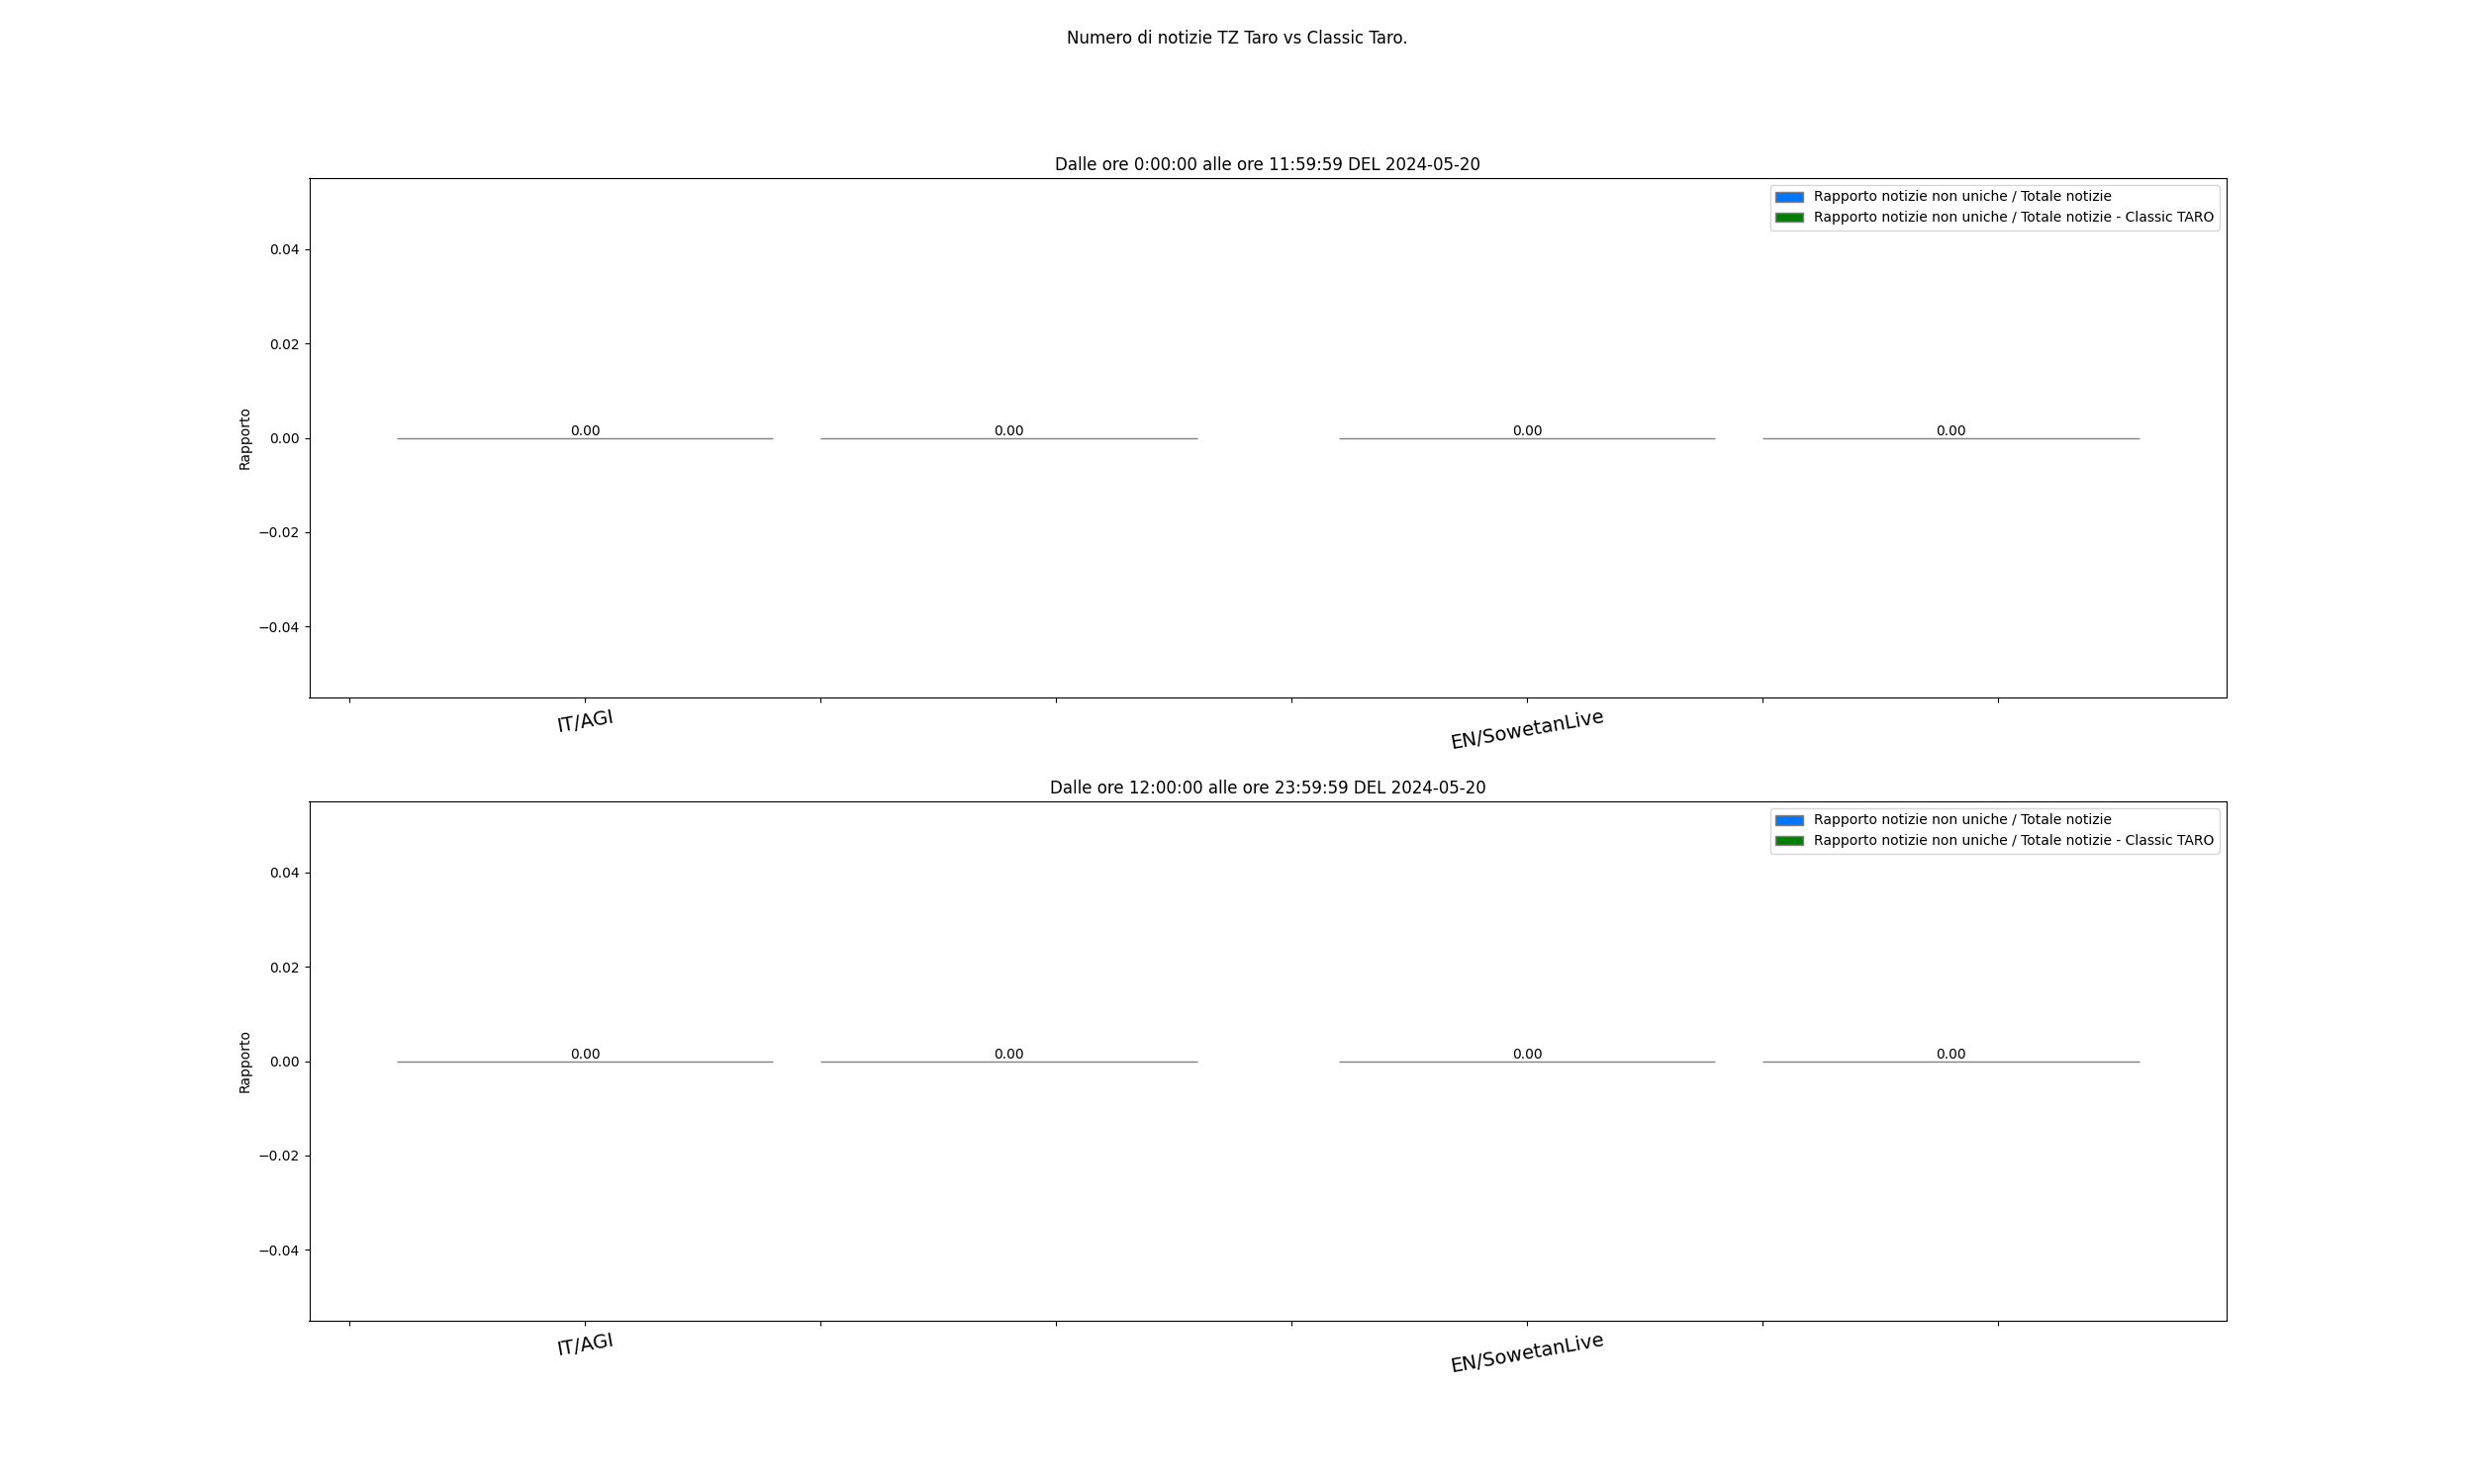 Numero di notizie TZ Taro vs Classic Taro.
Dalle ore 0:00:00 alle ore 11:59:59 DEL 2024-05-20
Rapporto notizie non uniche / Totale notizie
Rapporto notizie non uniche / Totale notizie - Classic TARO
Rapporto
0.04
0.02
0.00
−0.02
−0.04
0.00
0.00
0.00
0.00
IT/AGI
EN/SowetanLive
Dalle ore 12:00:00 alle ore 23:59:59 DEL 2024-05-20
Rapporto notizie non uniche / Totale notizie
Rapporto notizie non uniche / Totale notizie - Classic TARO
Rapporto
0.04
0.02
0.00
−0.02
−0.04
0.00
0.00
0.00
0.00
IT/AGI
EN/SowetanLive